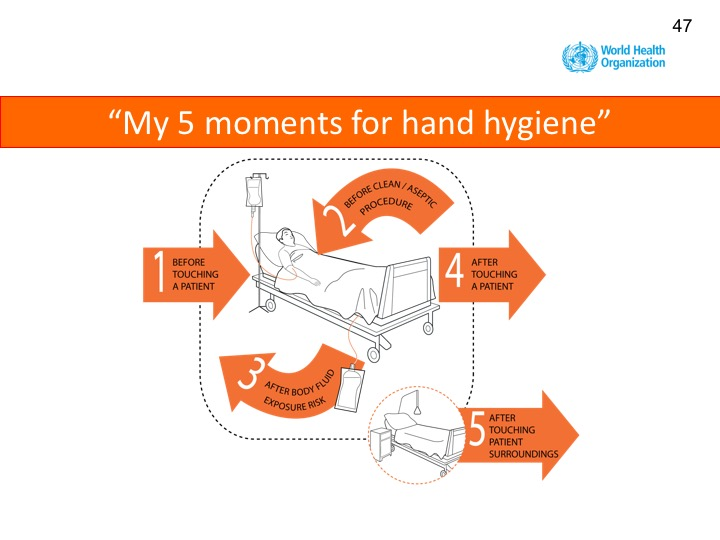 47
World Health
Organization
“My 5 moments for hand hygiene”
1
BEFORE
TOUCHING
A PATIENT
2
BEFORE CLEAN / ASEPTIC
PROCEDURE
3
AFTER BODY FLUID
EXPOSURE RISK
4
AFTER
TOUCHING
A PATIENT
5
AFTER
TOUCHING
PATIENT
SURROUNDINGS